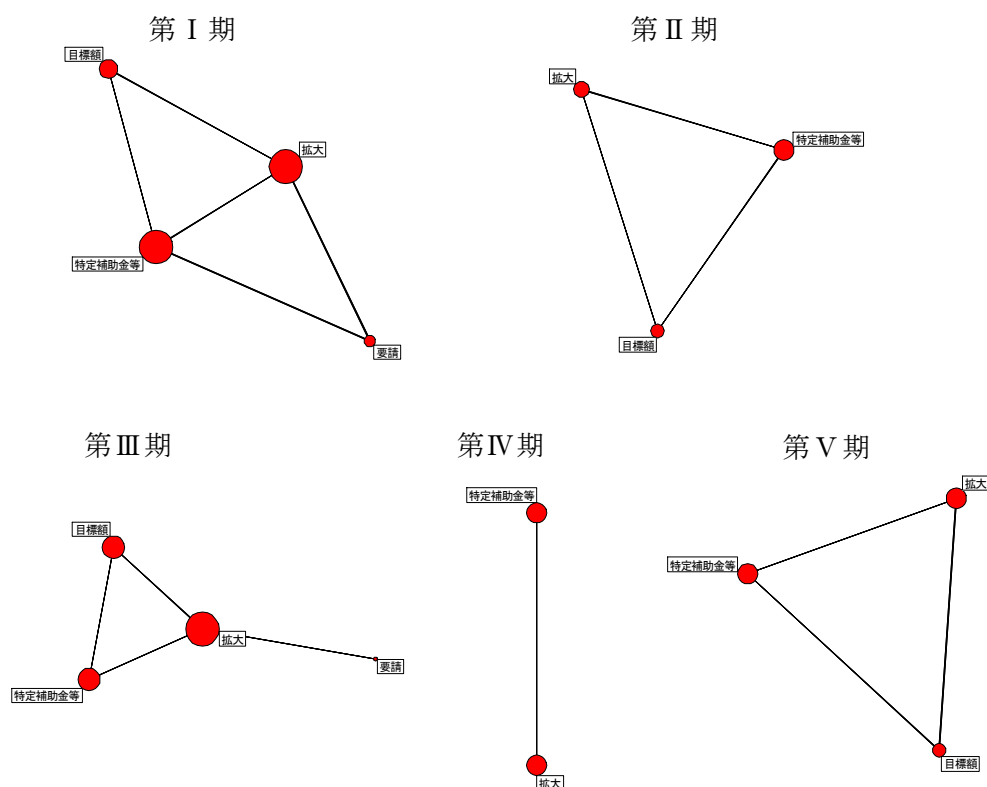 第Ⅰ期
目標額
拡大
特定補助金等
要請
第Ⅱ期
拡大
特定補助金等
目標額
第Ⅲ期
目標額
拡大
要請
特定補助金等
第Ⅳ期
特定補助金等
拡大
第Ⅴ期
拡大
特定補助金等
目標額